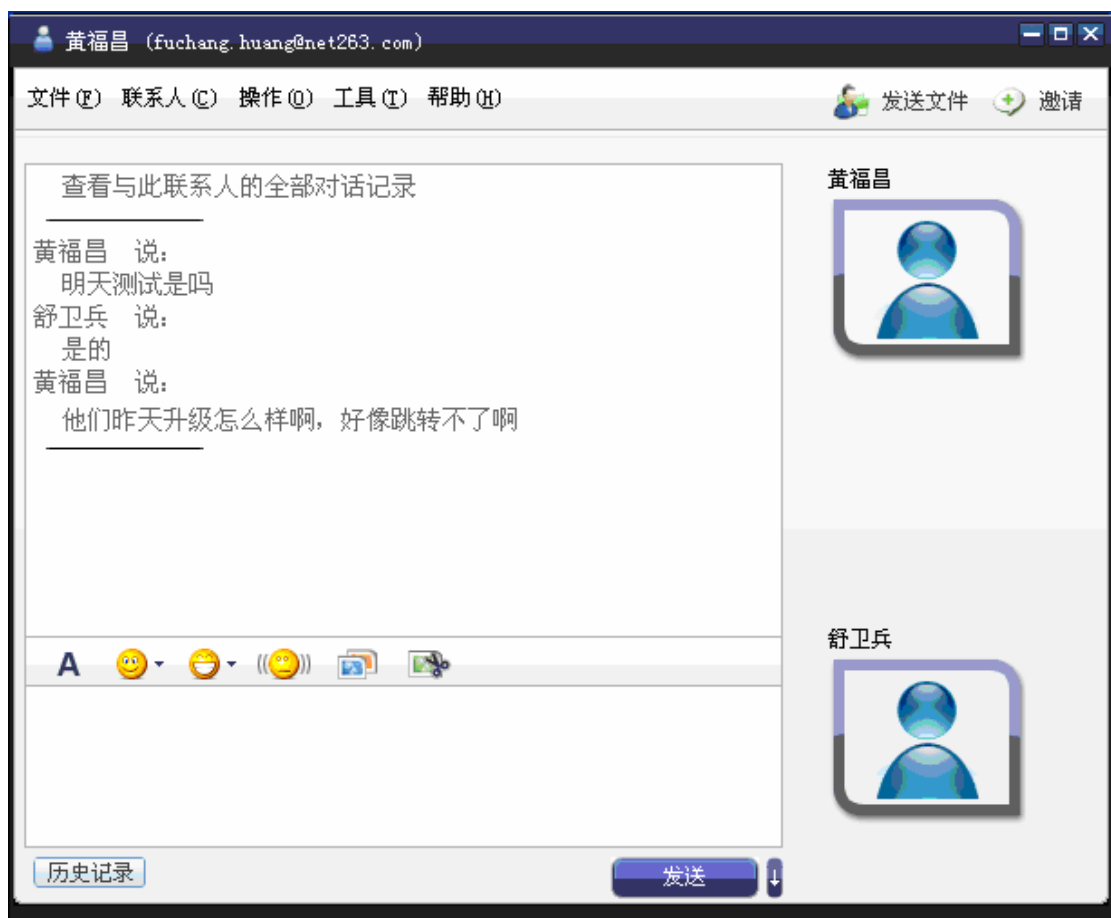 黄福昌 (fuchang.huang@net263.com)
文件(F) 联系人(C) 操作(O) 工具(T) 帮助(H)
发送文件 邀请
查看与此联系人的全部对话记录
黄福昌 说:
明天测试是吗
舒卫兵 说:
是的
黄福昌 说:
他们昨天升级怎么样啊，好像跳转不了啊
黄福昌
舒卫兵
A
历史记录
发送